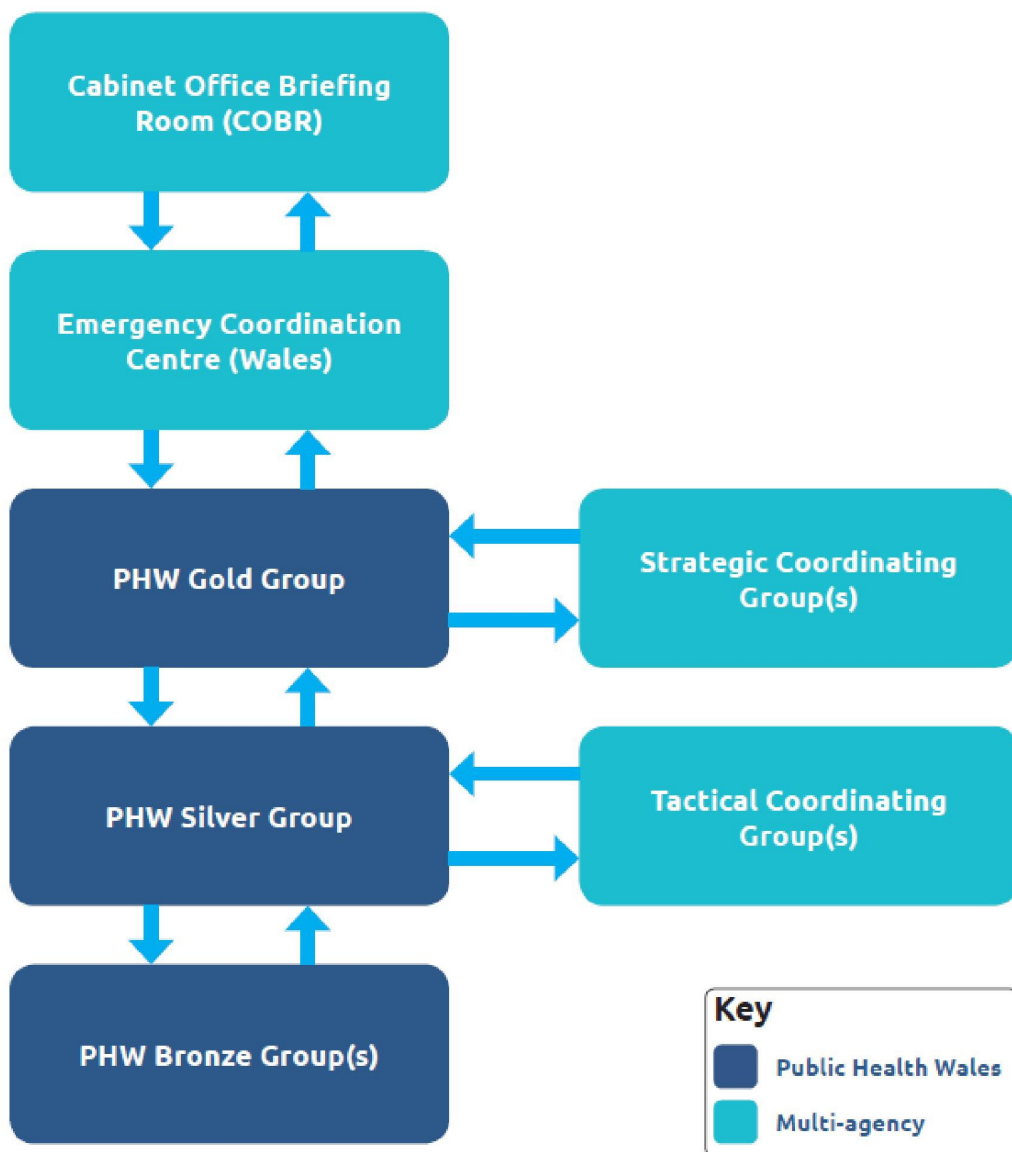 Cabinet Office Briefing
Room (COBR)
Emergency Coordination
Centre (Wales)
PHW Gold Group
Strategic Coordinating
Group(s)
PHW Silver Group
Tactical Coordinating
Group(s)
PHW Bronze Group(s)
Key
Public Health Wales
Multi-agency